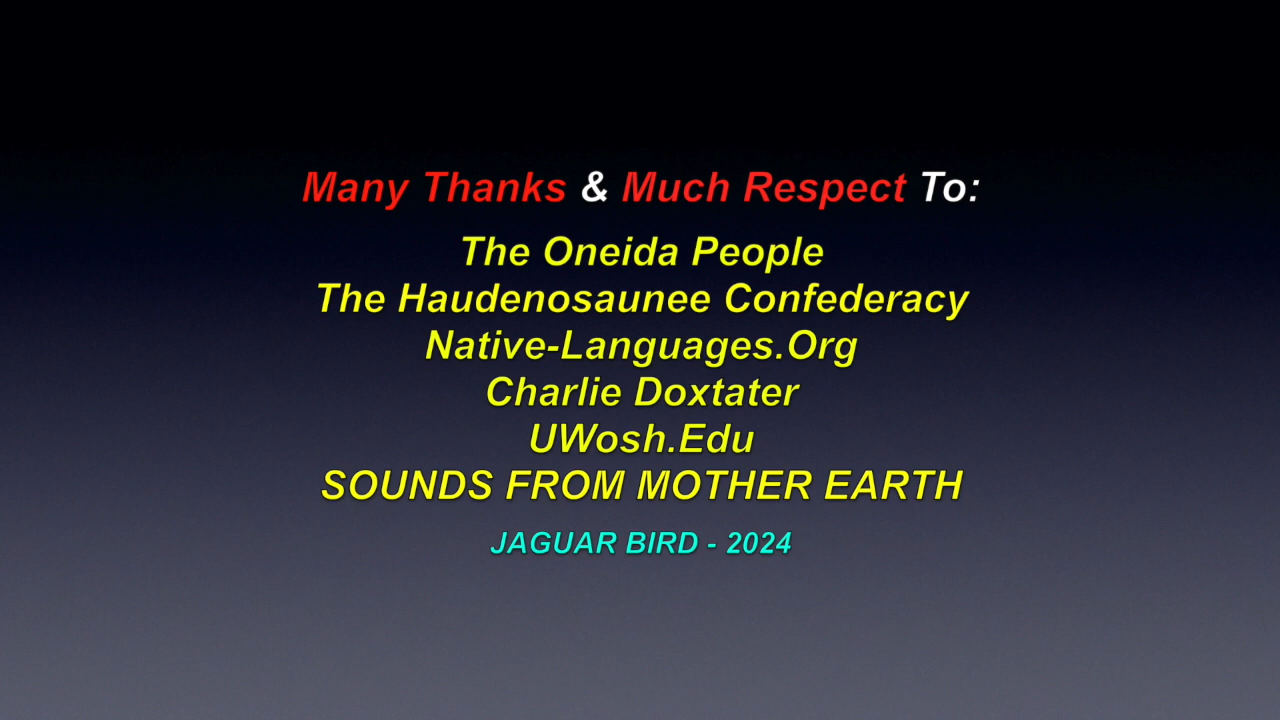 Many Thanks & Much Respect To:
The Oneida People
The Haudenosaunee Confederacy
Native-Languages.Org
Charlie Doxtater
UWosh.Edu
SOUNDS FROM MOTHER EARTH
JAGUAR BIRD - 2024